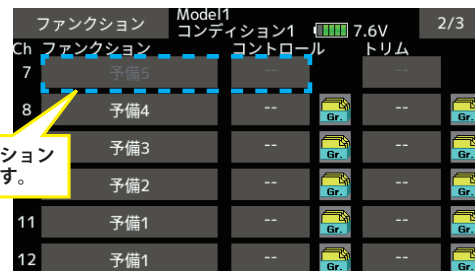 ファンクション Model1 コンディション1 7.6V 2/3
Ch ファンクション コントロール トリム
7 予備5 -- --
8 予備4 -- Gr. -- Gr.
予備3 -- Gr. -- Gr.
予備2 -- Gr. -- Gr.
11 予備1 -- Gr. -- Gr.
12 予備1 -- Gr. -- Gr.
ション
す。